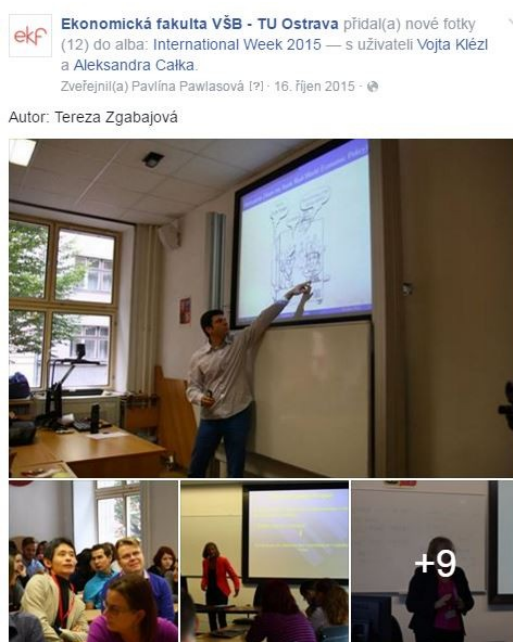 ekf
Ekonomická fakulta VŠB - TU Ostrava přidal(a) nové fotky
(12) do alba: International Week 2015 — s uživateli Vojta Klézl
a Aleksandra Całka.
Zveřejnil(a) Pavlína Pawlasová [?] · 16. říjen 2015 ·
Autor: Tereza Zgabajová
+9